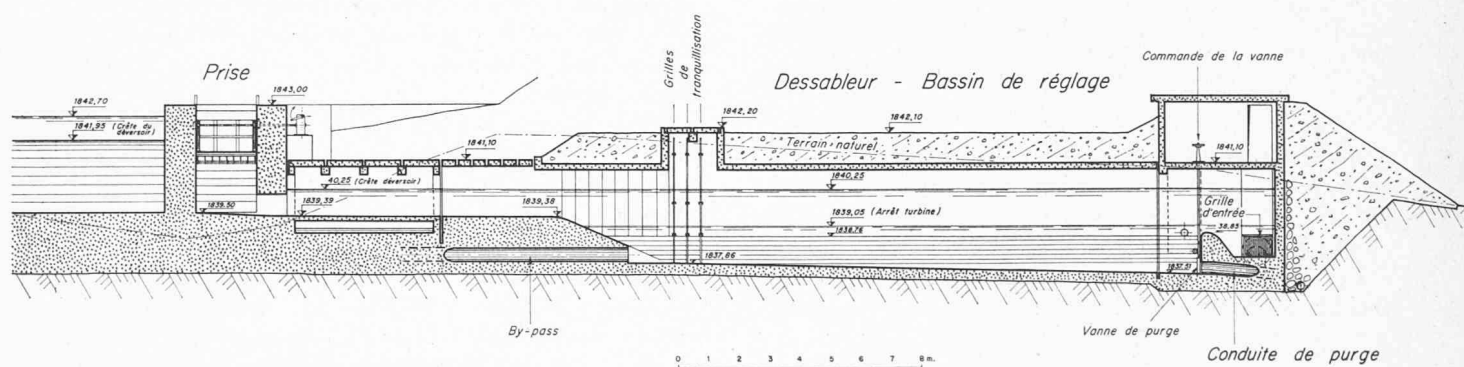 Prise
Grilles
de
tranquillisation
Dessableur - Bassin de réglage
Commande de la vanne
1842,70
1841,95 (Crête du
déversoir)
1843,00
1842,20
1842,10
1841,10
Terrain naturel
1841,10
40,25 (Crête déversoir)
1840,25
1839,50
1839,39
1839,38
1839,05 (Arrêt turbine)
1838,76
Grille
d'entrée
38,85
1837,86
1837,51
By-pass
Vanne de purge
Conduite de purge
0 1 2 3 4 5 6 7 8 m.